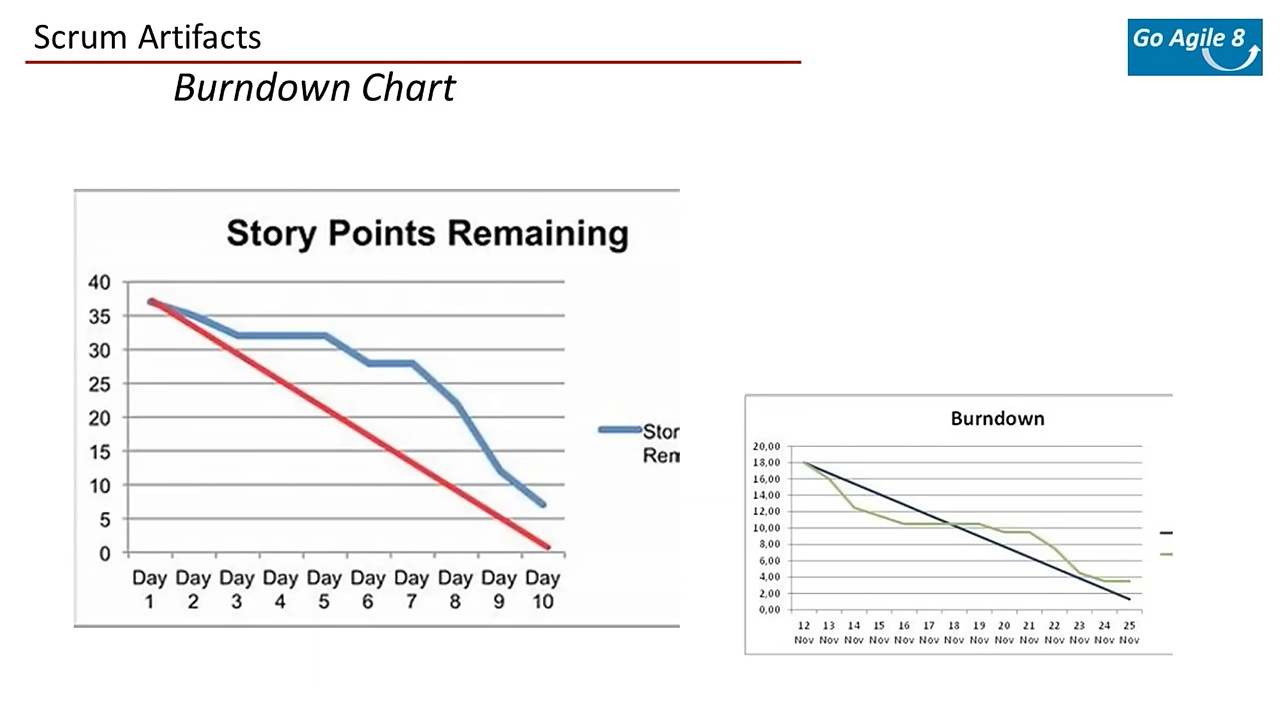 Scrum Artifacts
Go Agile 8
Burndown Chart
Story Points Remaining
40
35
30
25
20
15
10
5
0
Day Day Day Day Day Day Day Day Day Day
1 2 3 4 5 6 7 8 9 10
Stor
Rem
Burndown
20,00
18,00
16,00
14,00
12,00
10,00
8,00
6,00
4,00
2,00
0,00
12 13 14 15 16 17 18 19 20 21 22 23 24 25
Nov Nov Nov Nov Nov Nov Nov Nov Nov Nov Nov Nov Nov Nov